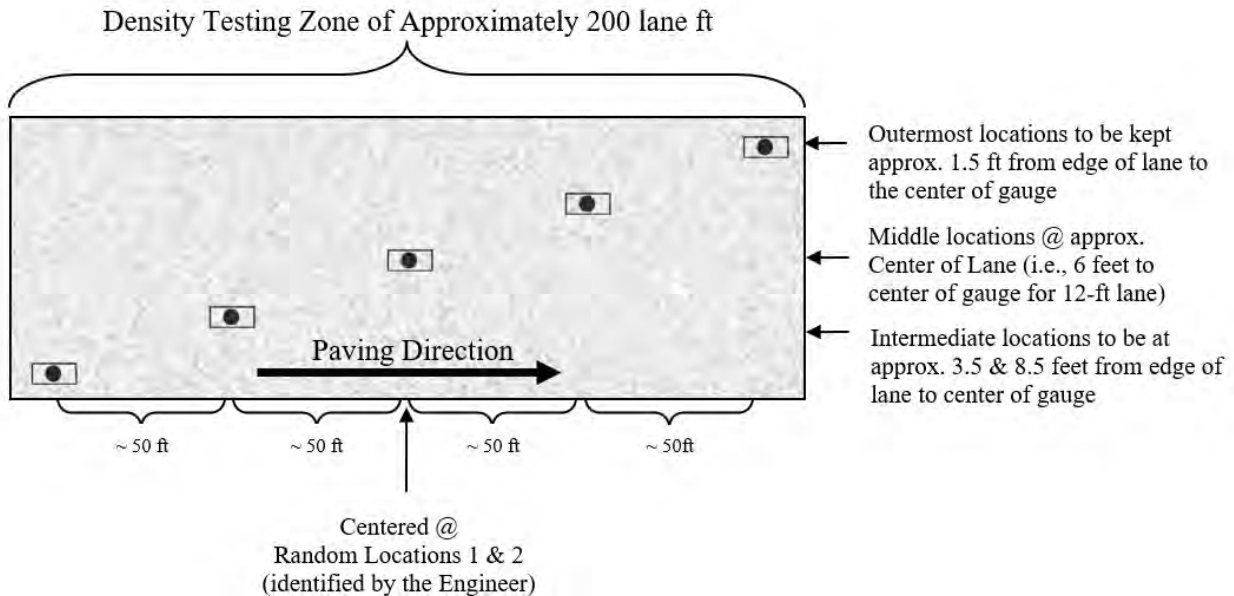 Density Testing Zone of Approximately 200 lane ft
Outermost locations to be kept
approx. 1.5 ft from edge of lane to
the center of gauge
Middle locations @ approx.
Center of Lane (i.e., 6 feet to
center of gauge for 12-ft lane)
Intermediate locations to be at
approx. 3.5 & 8.5 feet from edge of
lane to center of gauge
Paving Direction
~ 50 ft
~ 50 ft
~ 50 ft
~ 50ft
Centered @
Random Locations 1 & 2
(identified by the Engineer)